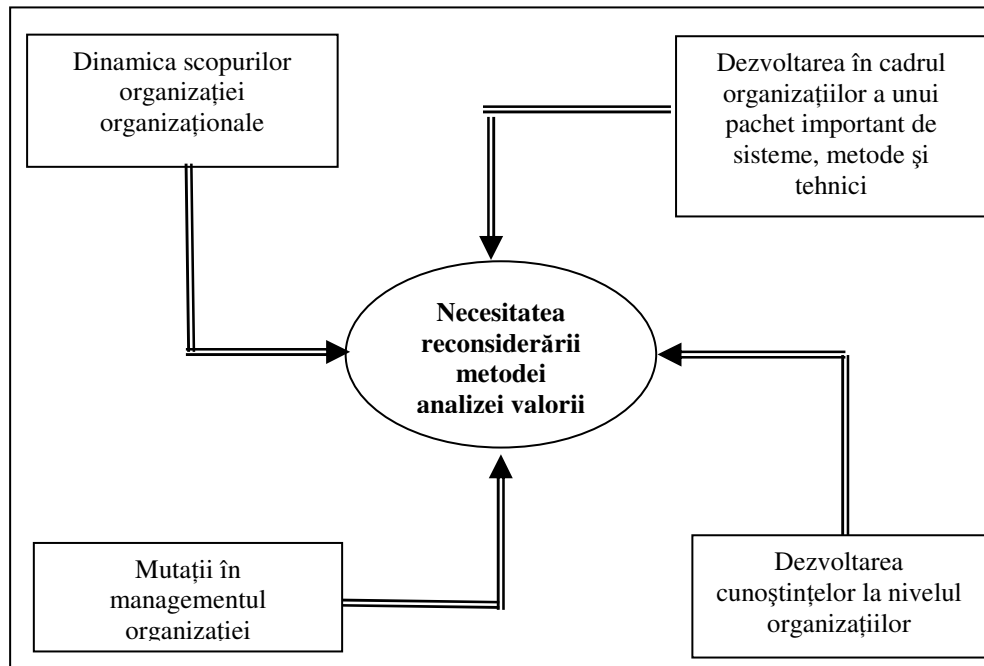 Dinamica scopurilor
organizației
organizaționale
Dezvoltarea în cadrul
organizațiilor a unui
pachet important de
sisteme, metode şi
tehnici
Necesitatea
reconsiderării
metodei
analizei valorii
Mutații în
managementul
organizației
Dezvoltarea
cunoştințelor la nivelul
organizațiilor